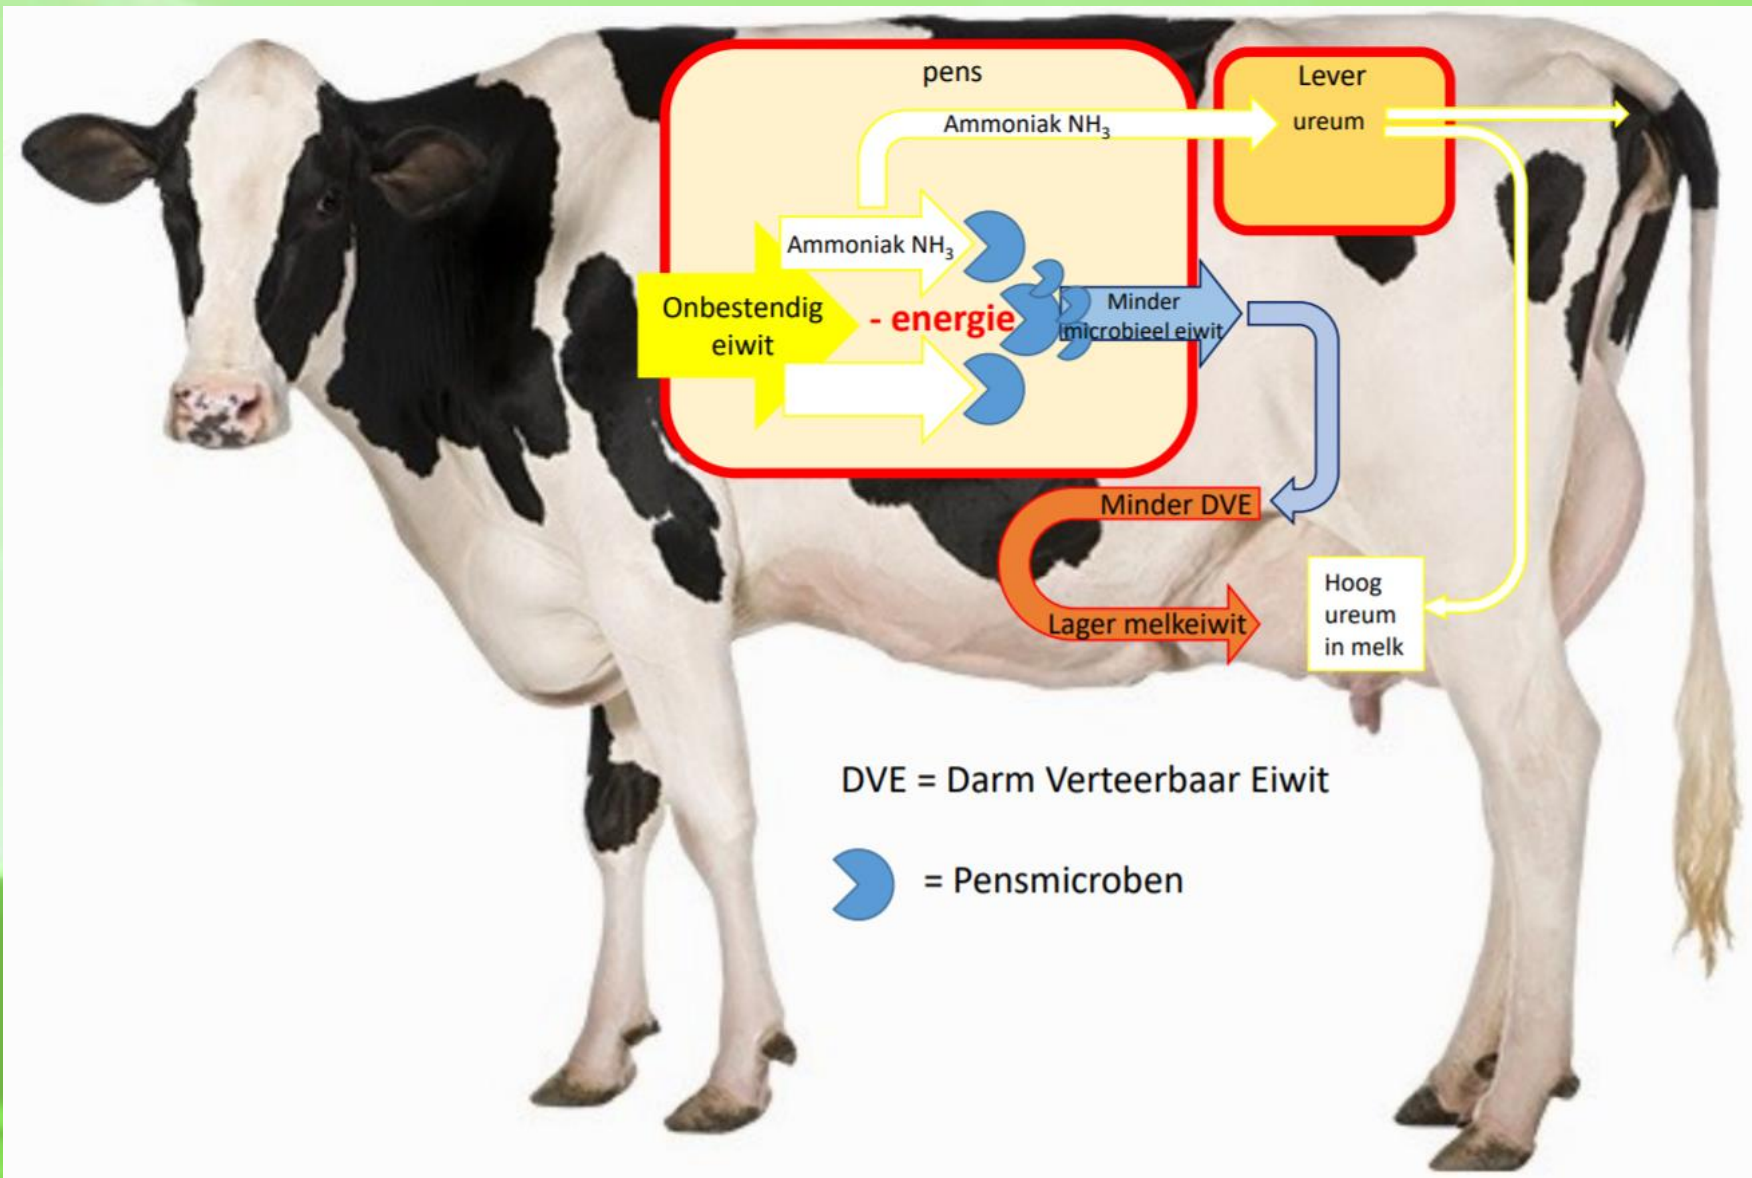 pens
Lever
ureum
Ammoniak NH₃
Ammoniak NH₃
Onbestendig
eiwit
- energie
Minder
microbieel eiwit
Minder DVE
Lager melkeiwit
Hoog
ureum
in melk
DVE = Darm Verteerbaar Eiwit
= Pensmicroben